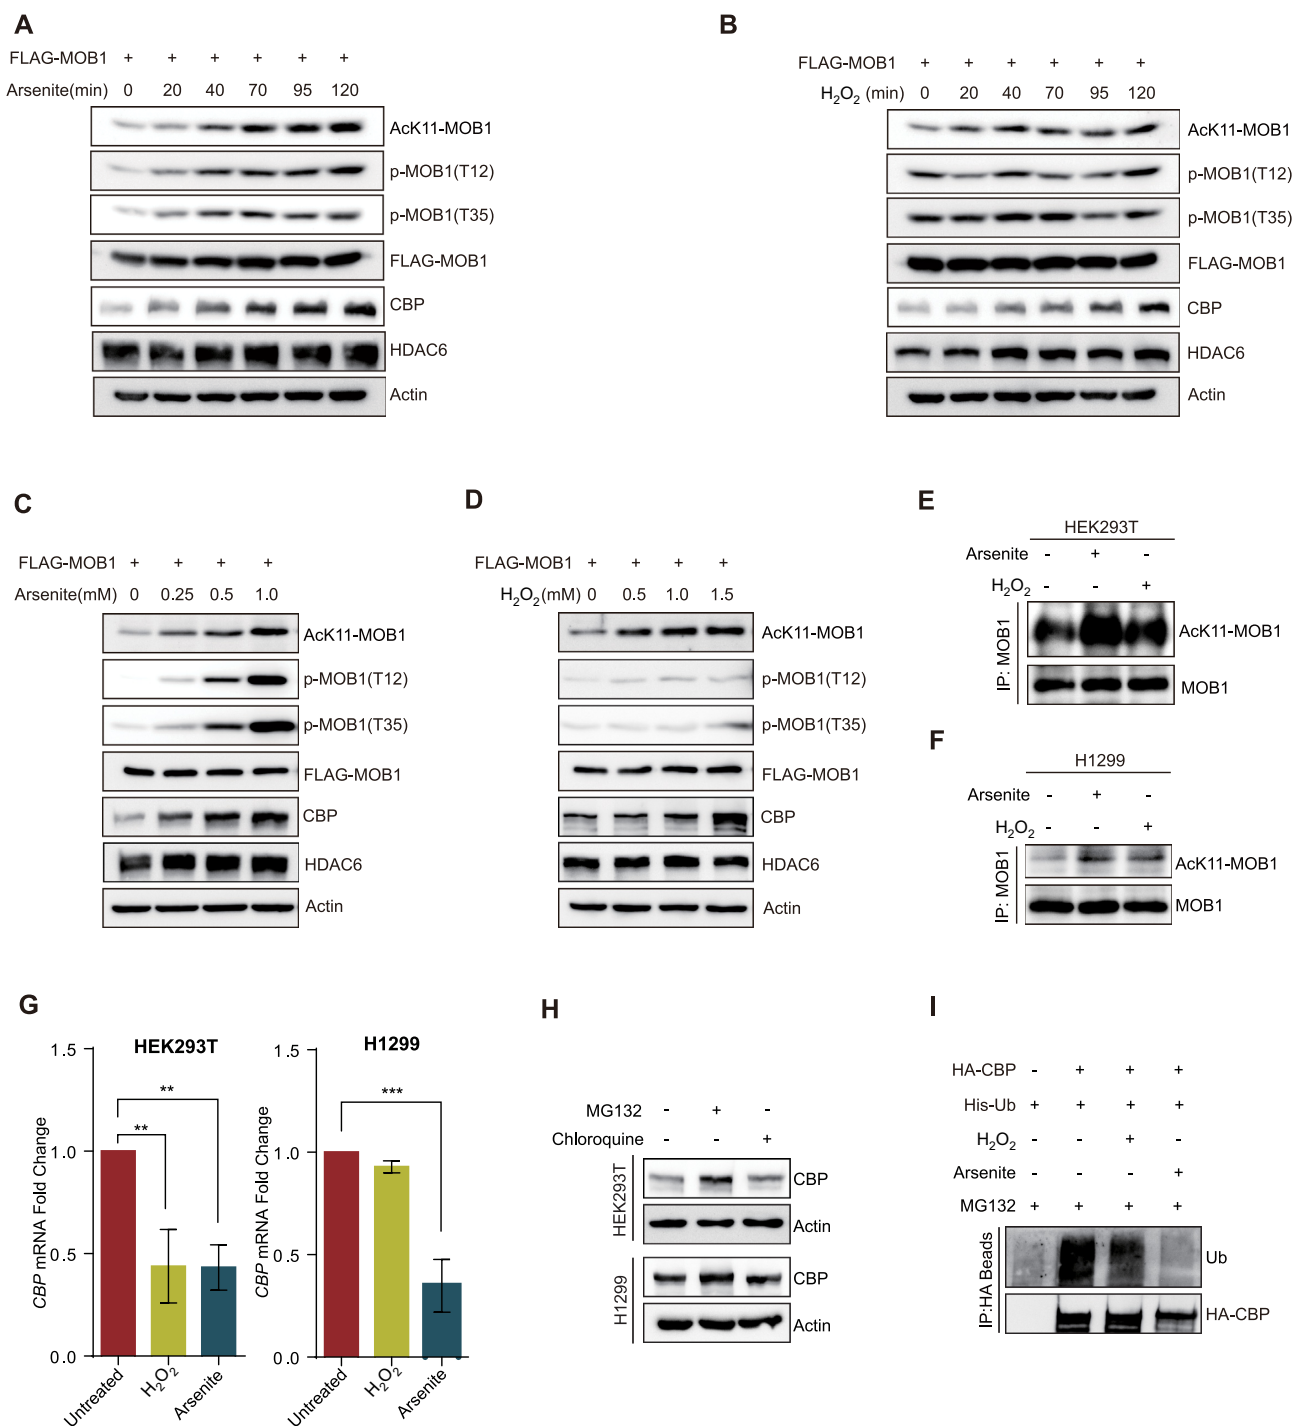 A
FLAG-MOB1 + + + + + +
Arsenite(min) 0 20 40 70 95 120
AcK11-MOB1
p-MOB1(T12)
p-MOB1(T35)
FLAG-MOB1
CBP
HDAC6
Actin
B
FLAG-MOB1 + + + + + +
H2O2 (min) 0 20 40 70 95 120
AcK11-MOB1
p-MOB1(T12)
p-MOB1(T35)
FLAG-MOB1
CBP
HDAC6
Actin
C
FLAG-MOB1 + + + +
Arsenite(mM) 0 0.25 0.5 1.0
AcK11-MOB1
p-MOB1(T12)
p-MOB1(T35)
FLAG-MOB1
CBP
HDAC6
Actin
D
FLAG-MOB1 + + + +
H2O2(mM) 0 0.5 1.0 1.5
AcK11-MOB1
p-MOB1(T12)
p-MOB1(T35)
FLAG-MOB1
CBP
HDAC6
Actin
E
HEK293T
Arsenite - + -
H2O2 - - +
IP: MOB1
AcK11-MOB1
MOB1
F
H1299
Arsenite - + -
H2O2 - - +
IP: MOB1
AcK11-MOB1
MOB1
G
HEK293T
CBP mRNA Fold Change
1.5
1.0
0.5
0.0
**
**
Untreated
H2O2
Arsenite
H1299
CBP mRNA Fold Change
1.5
1.0
0.5
0.0
***
Untreated
H2O2
Arsenite
H
MG132 - + -
Chloroquine - - +
HEK293T
CBP
Actin
H1299
CBP
Actin
I
HA-CBP - + + +
His-Ub + + + +
H2O2 - - + -
Arsenite - - - +
MG132 + + + +
IP:HA Beads
Ub
HA-CBP